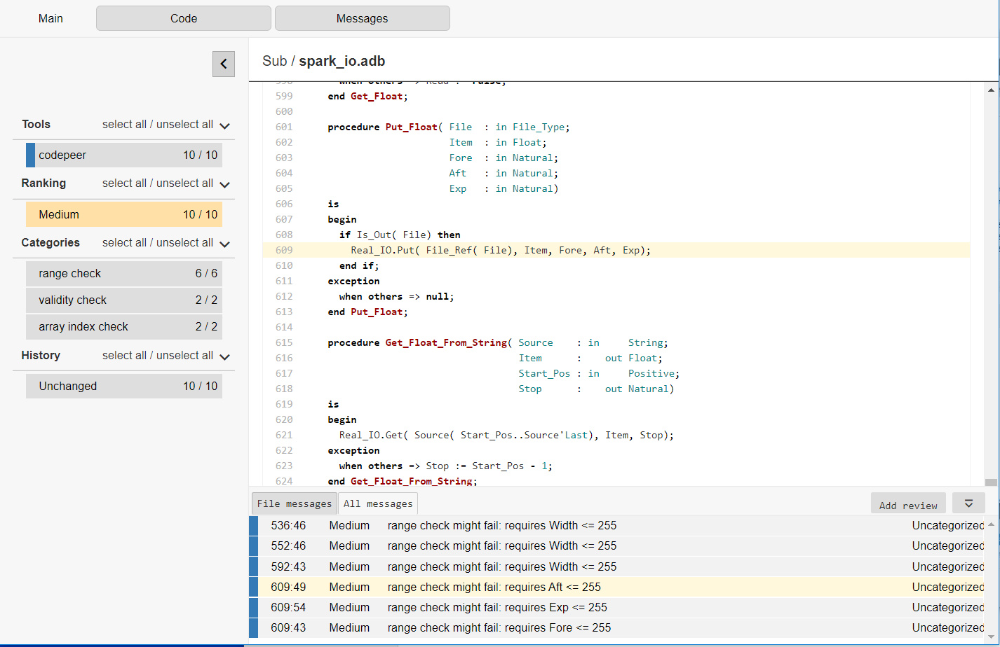 Main Code Messages
Sub / spark_io.adb
Tools select all / unselect all
codepeer 10 / 10
Ranking select all / unselect all
Medium 10 / 10
Categories select all / unselect all
range check 6 / 6
validity check 2 / 2
array index check 2 / 2
History select all / unselect all
Unchanged 10 / 10
598 when others => Read := False;
599 end Get_Float;
600
601 procedure Put_Float( File : in File_Type;
602 Item : in Float;
603 Fore : in Natural;
604 Aft : in Natural;
605 Exp : in Natural)
606 is
607 begin
608 if Is_Out( File) then
609 Real_IO.Put( File_Ref( File), Item, Fore, Aft, Exp);
610 end if;
611 exception
612 when others => null;
613 end Put_Float;
614
615 procedure Get_Float_From_String( Source : in String;
616 Item : out Float;
617 Start_Pos : in Positive;
618 Stop : out Natural)
619 is
620 begin
621 Real_IO.Get( Source( Start_Pos..Source'Last), Item, Stop);
622 exception
623 when others => Stop := Start_Pos - 1;
624 end Get_Float_From_String;
File messages All messages Add review
536:46 Medium range check might fail: requires Width <= 255 Uncategorized
552:46 Medium range check might fail: requires Width <= 255 Uncategorized
592:43 Medium range check might fail: requires Width <= 255 Uncategorized
609:49 Medium range check might fail: requires Aft <= 255 Uncategorized
609:54 Medium range check might fail: requires Exp <= 255 Uncategorized
609:43 Medium range check might fail: requires Fore <= 255 Uncategorized